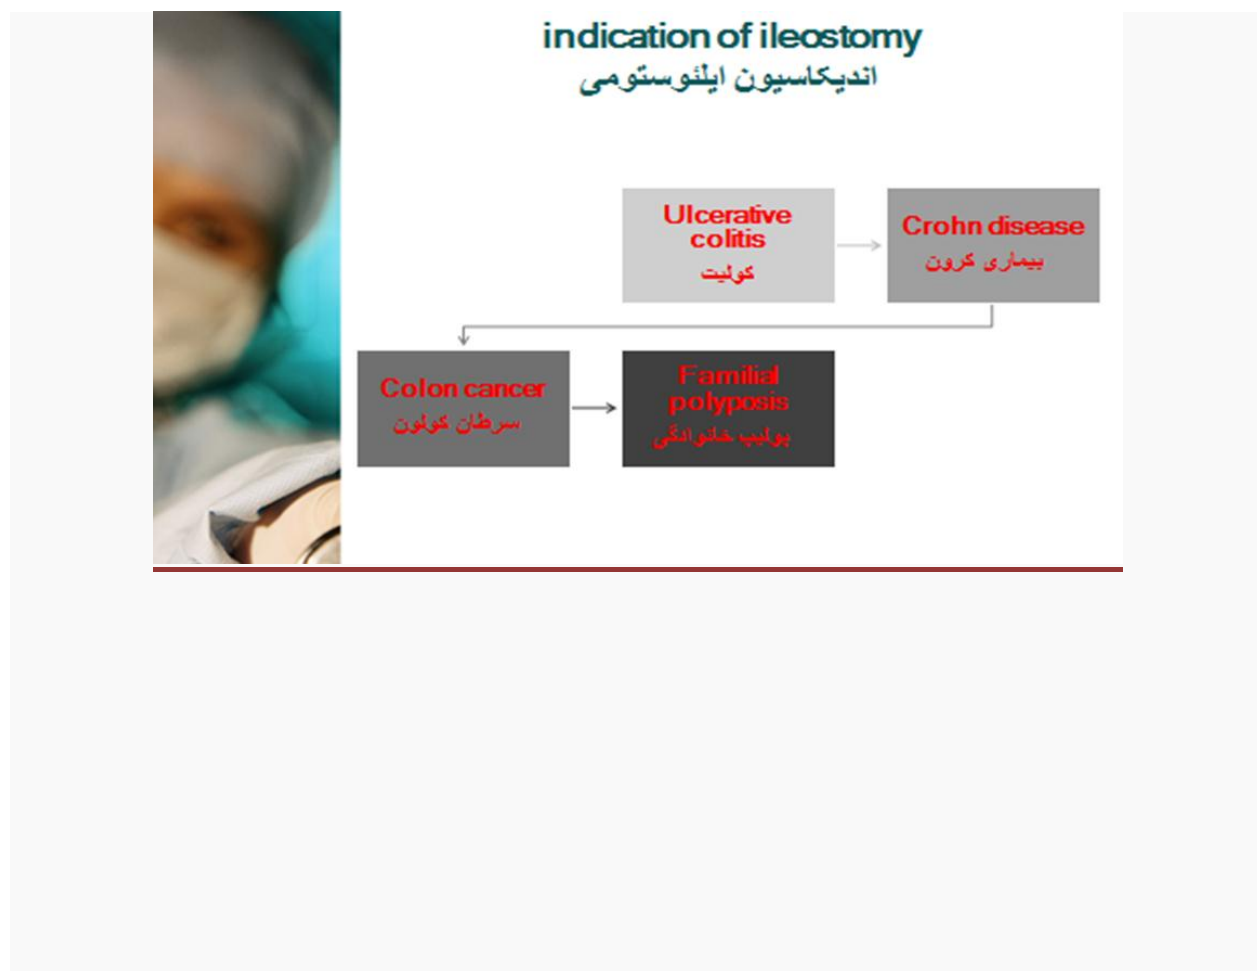 indication of ileostomy
اندیکاسیون ایلئوستومی
Ulcerative
colitis
کولیت
Crohn disease
بیماری کرون
Colon cancer
سرطان کولون
Familial
polyposis
پولیپ خانوادگی